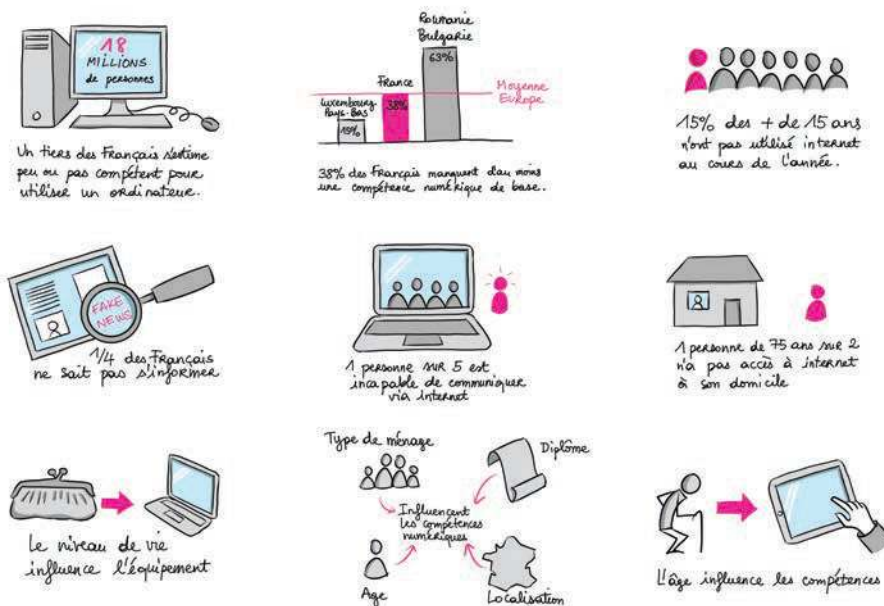 18
MILLIONS
de personnes
Un tiers des Français s'estime
peu ou pas compétent pour
utiliser un ordinateur.
Roumanie
Bulgarie
63%
France
38%
Luxembourg
Pays-Bas
15%
Moyenne
Europe
38% des Français manquent d'au moins
une compétence numérique de base.
15% des + de 15 ans
n'ont pas utilisé internet
au cours de l'année.
FAKE
NEWS
1/4 des Français
ne sait pas s'informer
1 personne sur 5 est
incapable de communiquer
via internet
1 personne de 75 ans sur 2
n'a pas accès à internet
à son domicile
Le niveau de vie
influence l'équipement
Type de ménage
Diplôme
Influencent
les compétences
numériques
Age
Localisation
L'âge influence les compétences